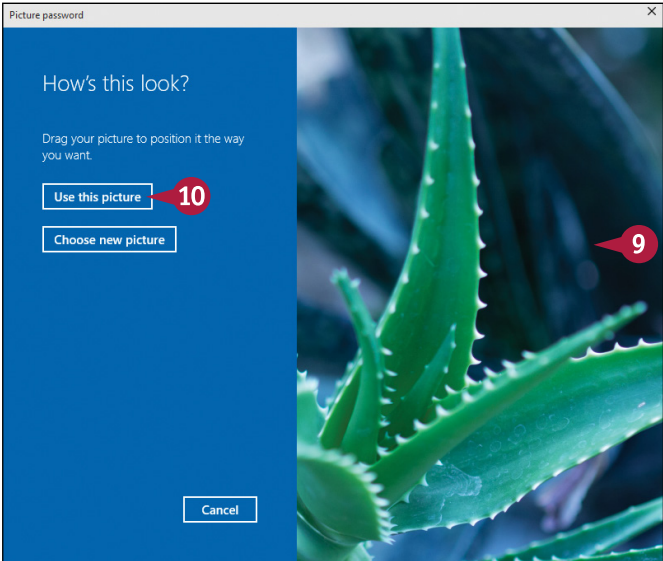 Picture password
How's this look?
Drag your picture to position it the way
you want.
Use this picture
10
Choose new picture
9
Cancel